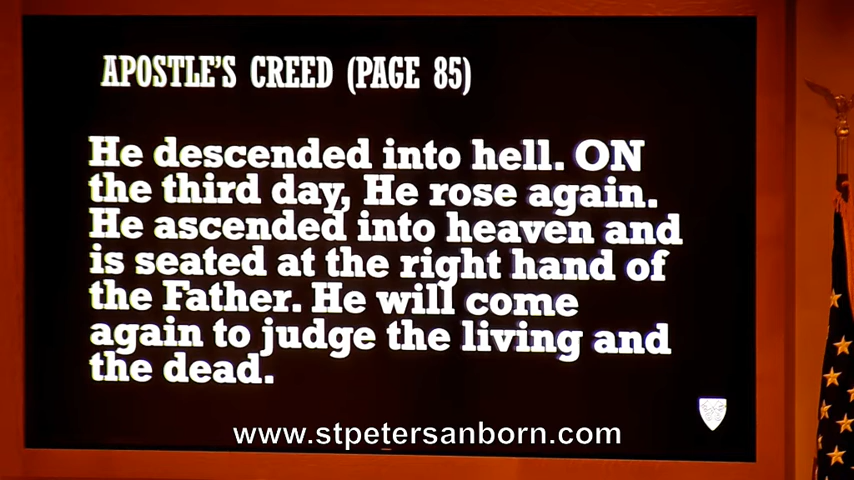 APOSTLE'S CREED (PAGE 85)
He descended into hell. ON
the third day, He rose again.
He ascended into heaven and
is seated at the right hand of
the Father. He will come
again to judge the living and
the dead.
www.stpetersanborn.com